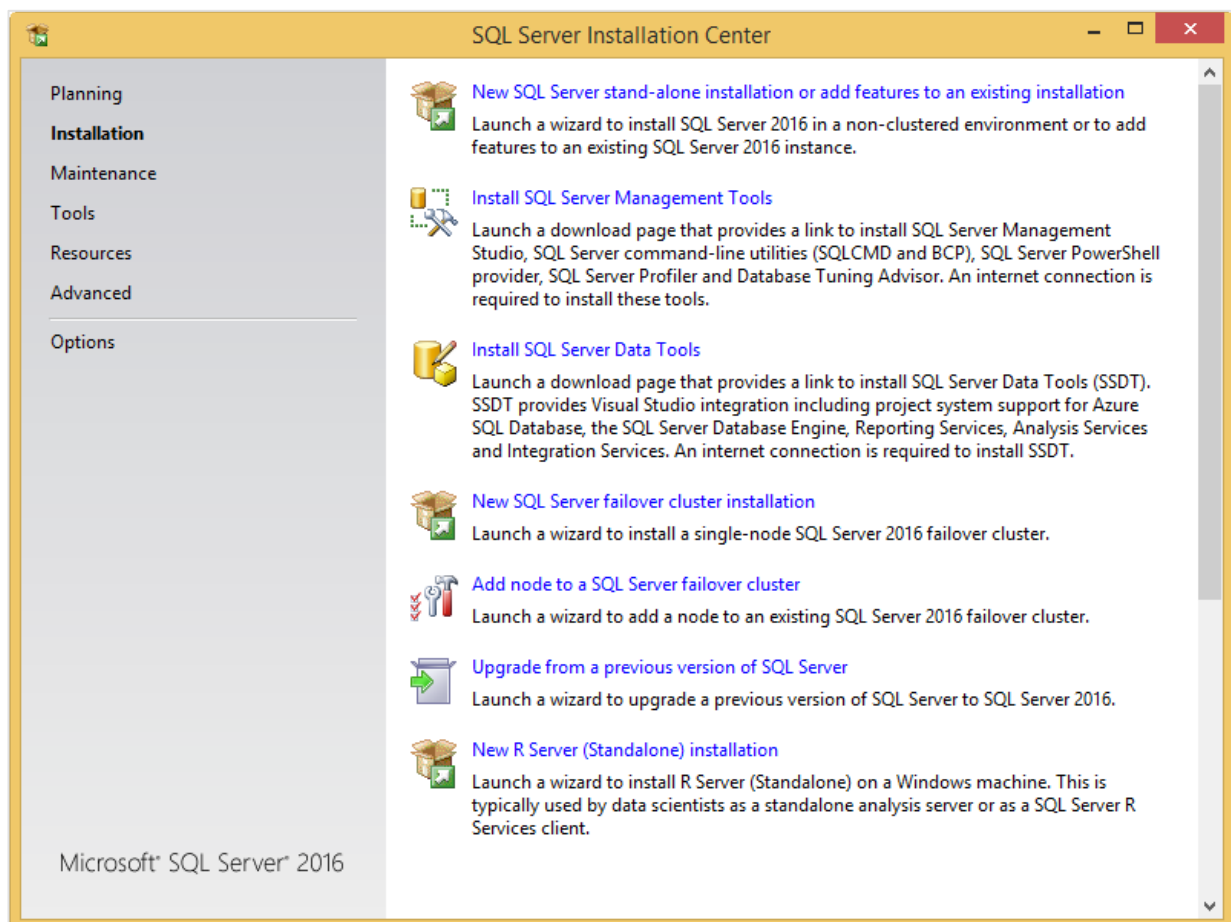 SQL Server Installation Center
Planning
Installation
Maintenance
Tools
Resources
Advanced
Options
Microsoft® SQL Server® 2016
New SQL Server stand-alone installation or add features to an existing installation
Launch a wizard to install SQL Server 2016 in a non-clustered environment or to add
features to an existing SQL Server 2016 instance.
Install SQL Server Management Tools
Launch a download page that provides a link to install SQL Server Management
Studio, SQL Server command-line utilities (SQLCMD and BCP), SQL Server PowerShell
provider, SQL Server Profiler and Database Tuning Advisor. An internet connection is
required to install these tools.
Install SQL Server Data Tools
Launch a download page that provides a link to install SQL Server Data Tools (SSDT).
SSDT provides Visual Studio integration including project system support for Azure
SQL Database, the SQL Server Database Engine, Reporting Services, Analysis Services
and Integration Services. An internet connection is required to install SSDT.
New SQL Server failover cluster installation
Launch a wizard to install a single-node SQL Server 2016 failover cluster.
Add node to a SQL Server failover cluster
Launch a wizard to add a node to an existing SQL Server 2016 failover cluster.
Upgrade from a previous version of SQL Server
Launch a wizard to upgrade a previous version of SQL Server to SQL Server 2016.
New R Server (Standalone) installation
Launch a wizard to install R Server (Standalone) on a Windows machine. This is
typically used by data scientists as a standalone analysis server or as a SQL Server R
Services client.